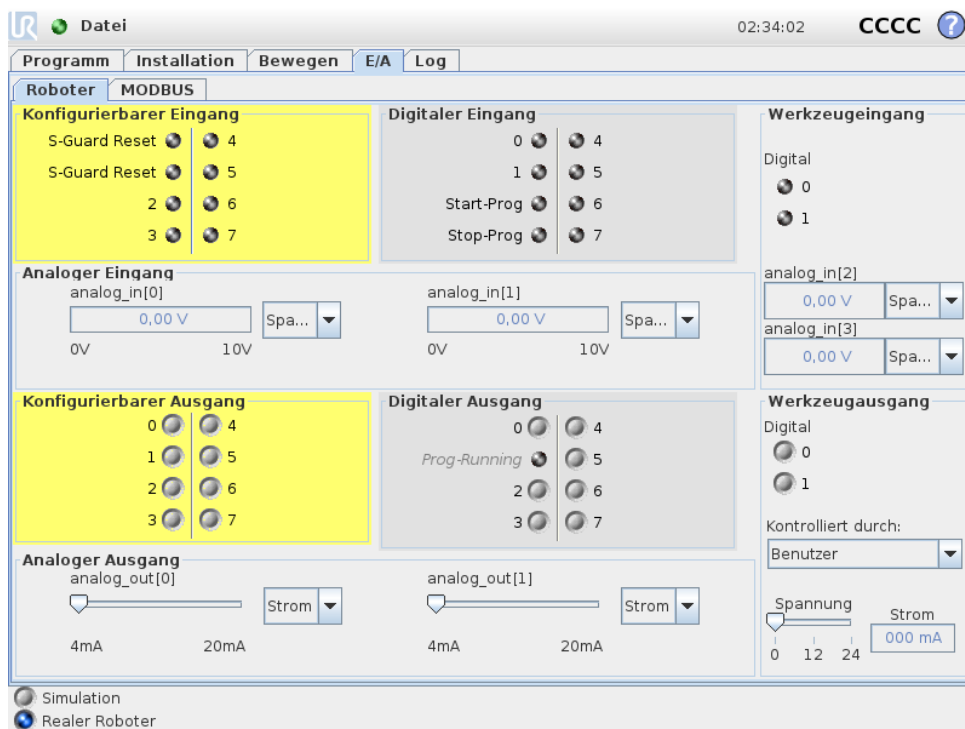 UR Datei 02:34:02 CCCC ?
Programm Installation Bewegen E/A Log
Roboter MODBUS
Konfigurierbarer Eingang
S-Guard Reset 4
S-Guard Reset 5
2 6
3 7
Digitaler Eingang
0 4
1 5
Start-Prog 6
Stop-Prog 7
Werkzeugeingang
Digital
0
1
analog_in[2]
0,00 V Spa...
analog_in[3]
0,00 V Spa...
Analoger Eingang
analog_in[0]
0,00 V Spa...
0V 10V
analog_in[1]
0,00 V Spa...
0V 10V
Konfigurierbarer Ausgang
0 4
1 5
2 6
3 7
Digitaler Ausgang
0 4
Prog-Running 5
2 6
3 7
Werkzeugausgang
Digital
0
1
Kontrolliert durch:
Benutzer
Spannung
0 12 24
Strom
000 mA
Analoger Ausgang
analog_out[0]
Strom
4mA 20mA
analog_out[1]
Strom
4mA 20mA
Simulation
Realer Roboter